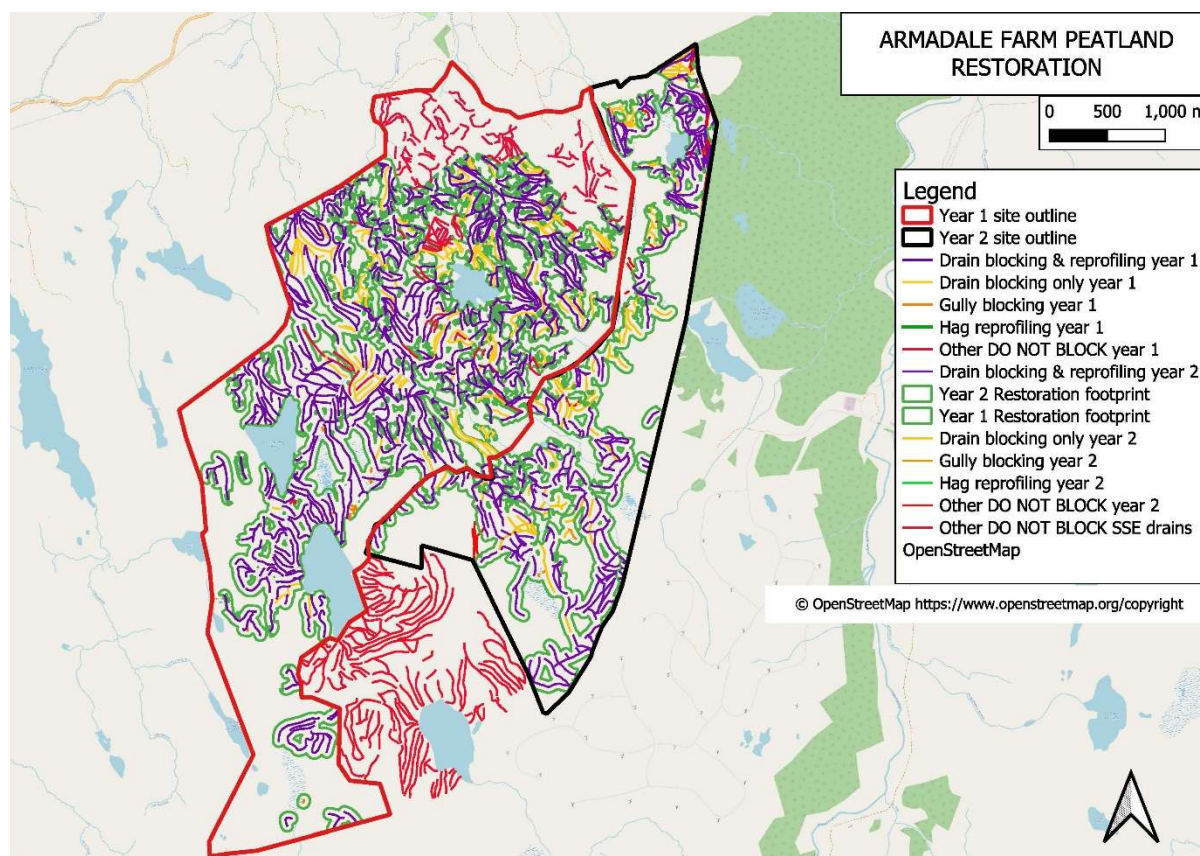 ARMADALE FARM PEATLAND
RESTORATION
0 500 1,000 m
Legend
Year 1 site outline
Year 2 site outline
Drain blocking & reprofiling year 1
Drain blocking only year 1
Gully blocking year 1
Hag reprofiling year 1
Other DO NOT BLOCK year 1
Drain blocking & reprofiling year 2
Year 2 Restoration footprint
Year 1 Restoration footprint
Drain blocking only year 2
Gully blocking year 2
Hag reprofiling year 2
Other DO NOT BLOCK year 2
Other DO NOT BLOCK SSE drains
OpenStreetMap
© OpenStreetMap https://www.openstreetmap.org/copyright